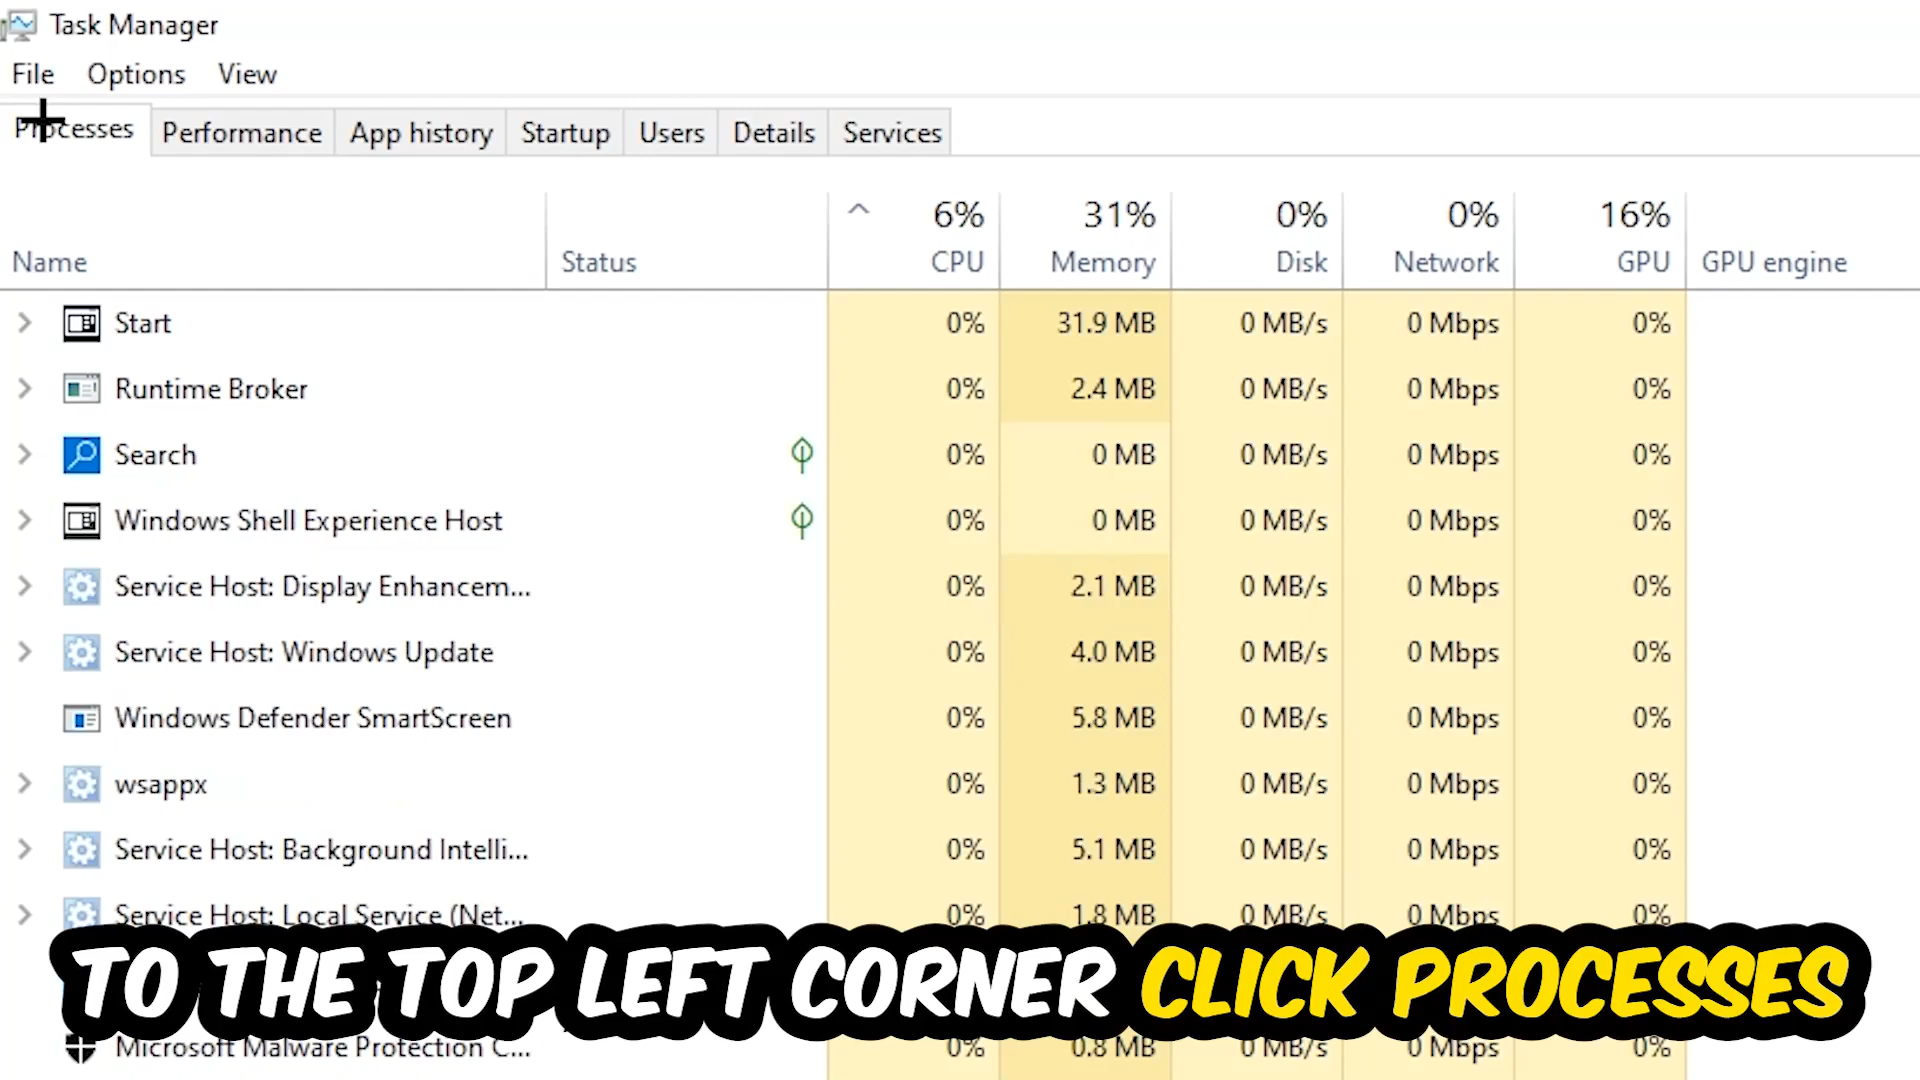 Task Manager
File Options View
Processes Performance App history Startup Users Details Services
6% 31% 0% 0% 16%
Name Status CPU Memory Disk Network GPU GPU engine
Start 0% 31.9 MB 0 MB/s 0 Mbps 0%
Runtime Broker 0% 2.4 MB 0 MB/s 0 Mbps 0%
Search 0% 0 MB 0 MB/s 0 Mbps 0%
Windows Shell Experience Host 0% 0 MB 0 MB/s 0 Mbps 0%
Service Host: Display Enhancem... 0% 2.1 MB 0 MB/s 0 Mbps 0%
Service Host: Windows Update 0% 4.0 MB 0 MB/s 0 Mbps 0%
Windows Defender SmartScreen 0% 5.8 MB 0 MB/s 0 Mbps 0%
wsappx 0% 1.3 MB 0 MB/s 0 Mbps 0%
Service Host: Background Intelli... 0% 5.1 MB 0 MB/s 0 Mbps 0%
Service Host: Local Service (Net... 0% 1.8 MB 0 MB/s 0 Mbps 0%
TO THE TOP LEFT CORNER CLICK PROCESSES
Microsoft Malware Protection C... 0% 0.8 MB 0 MB/s 0 Mbps 0%